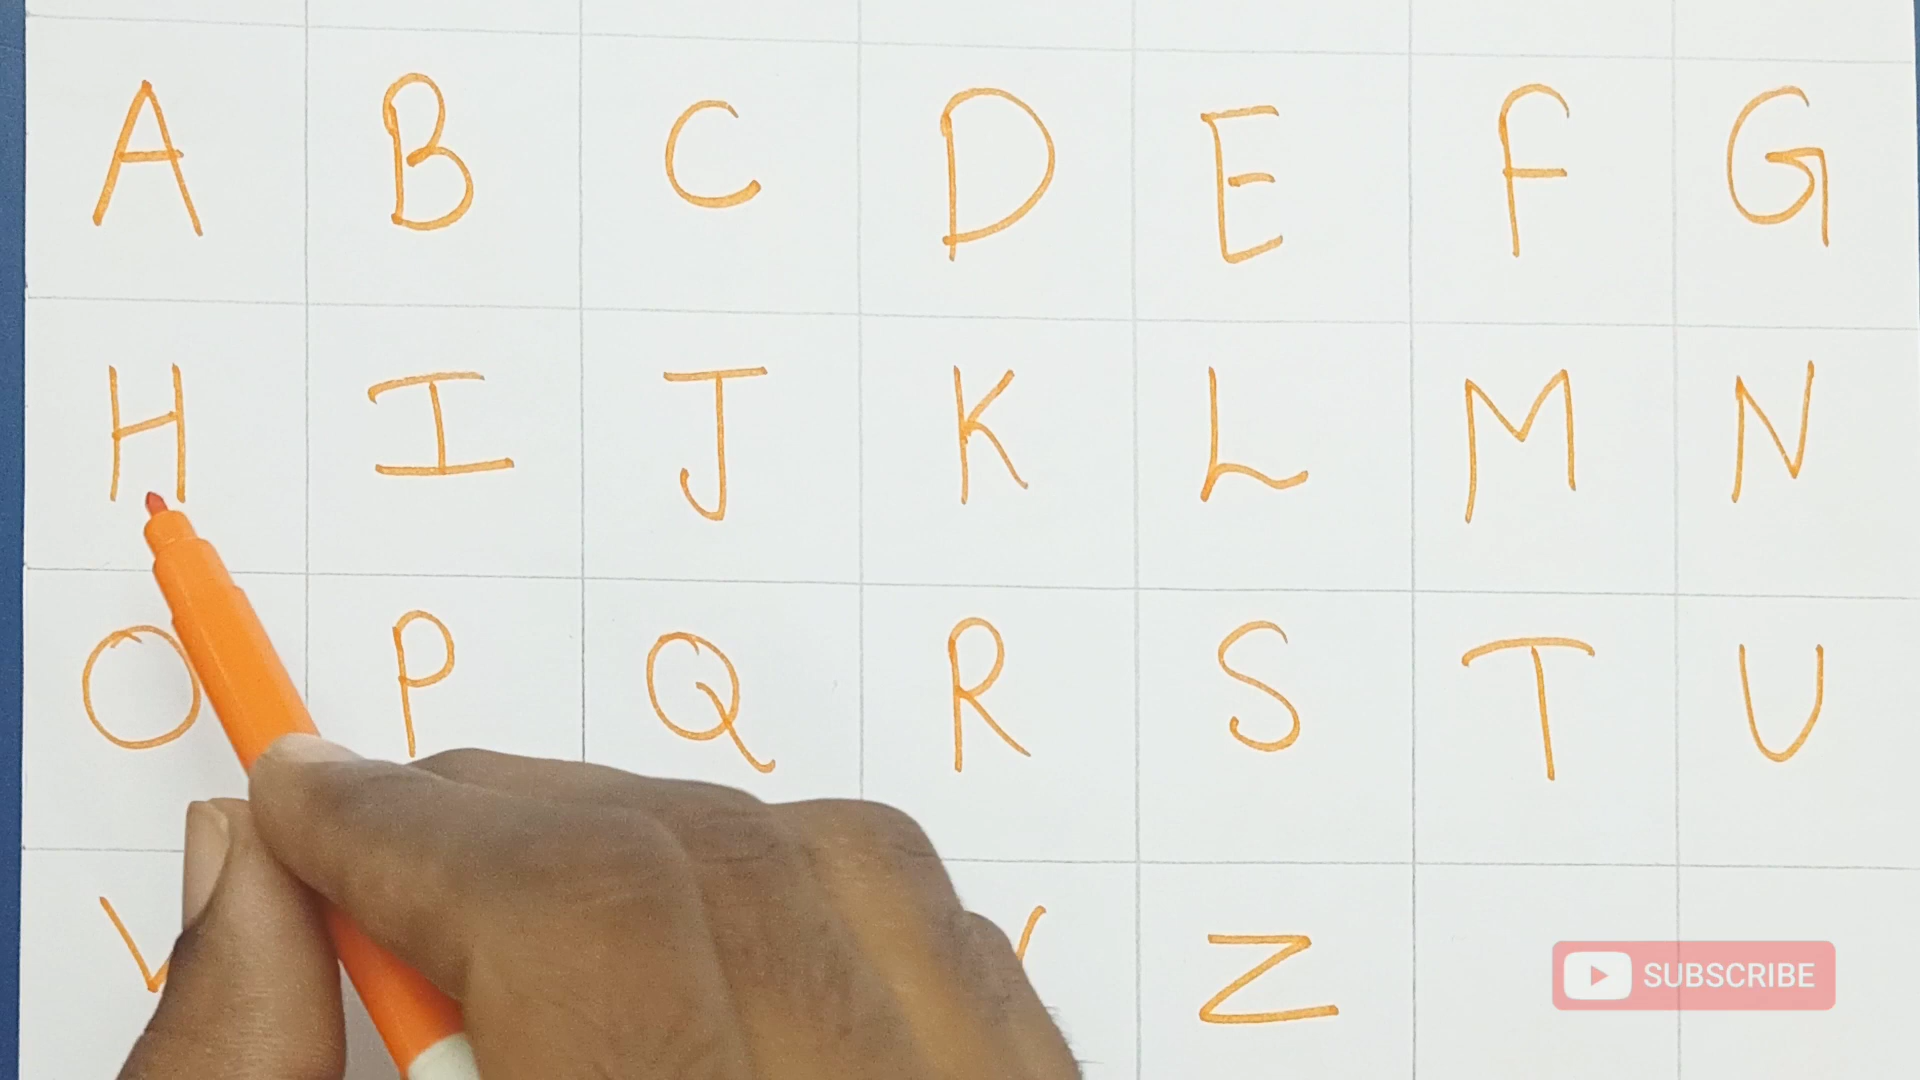 A B C D E F G
H I J K L M N
O P Q R S T U
V Z
SUBSCRIBE